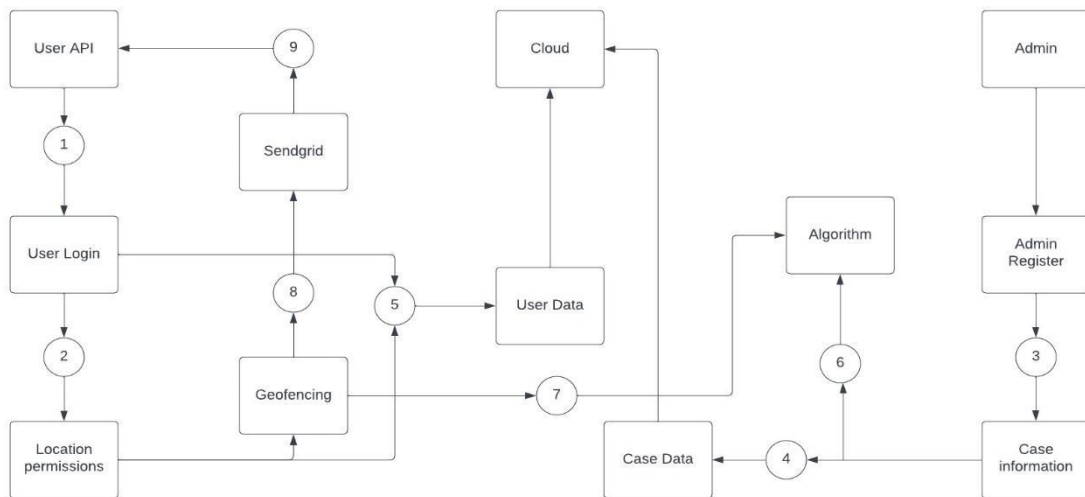 User API
9
Cloud
Admin
1
Sendgrid
User Login
Algorithm
Admin
Register
8
5
User Data
2
6
3
Geofencing
7
Location
permissions
Case Data
4
Case
information